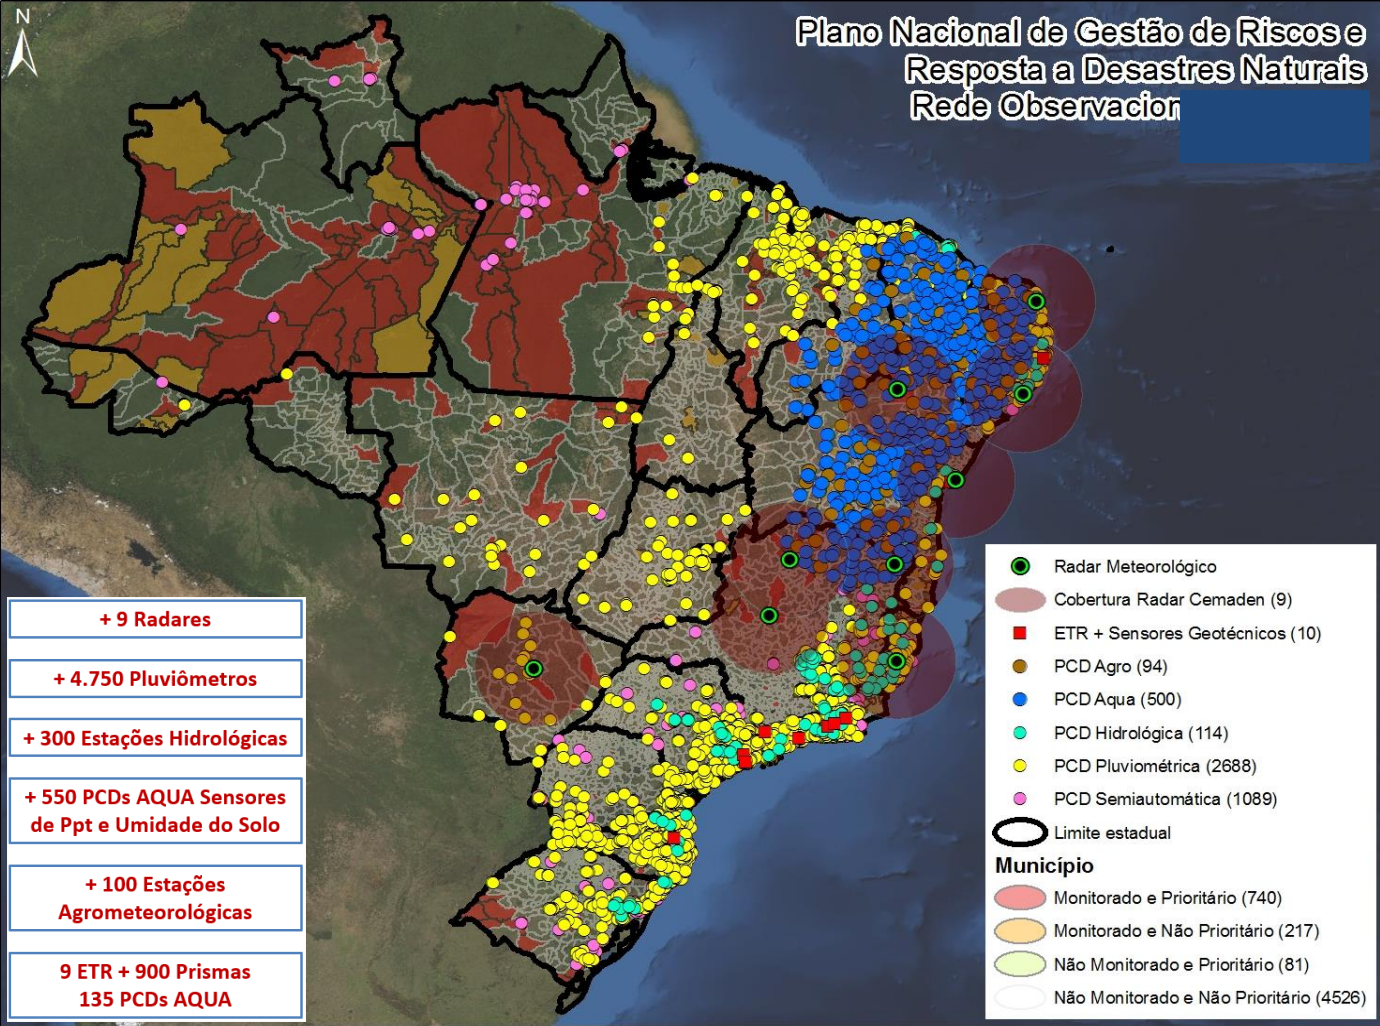 N
Plano Nacional de Gestão de Riscos e
Resposta a Desastres Naturais
Rede Observacion
+ 9 Radares
+ 4.750 Pluviômetros
+ 300 Estações Hidrológicas
+ 550 PCDs AQUA Sensores
de Ppt e Umidade do Solo
+ 100 Estações
Agrometeorológicas
9 ETR + 900 Prismas
135 PCDs AQUA
Radar Meteorológico
Cobertura Radar Cemaden (9)
ETR + Sensores Geotécnicos (10)
PCD Agro (94)
PCD Aqua (500)
PCD Hidrológica (114)
PCD Pluviométrica (2688)
PCD Semiautomática (1089)
Limite estadual
Município
Monitorado e Prioritário (740)
Monitorado e Não Prioritário (217)
Não Monitorado e Prioritário (81)
Não Monitorado e Não Prioritário (4526)